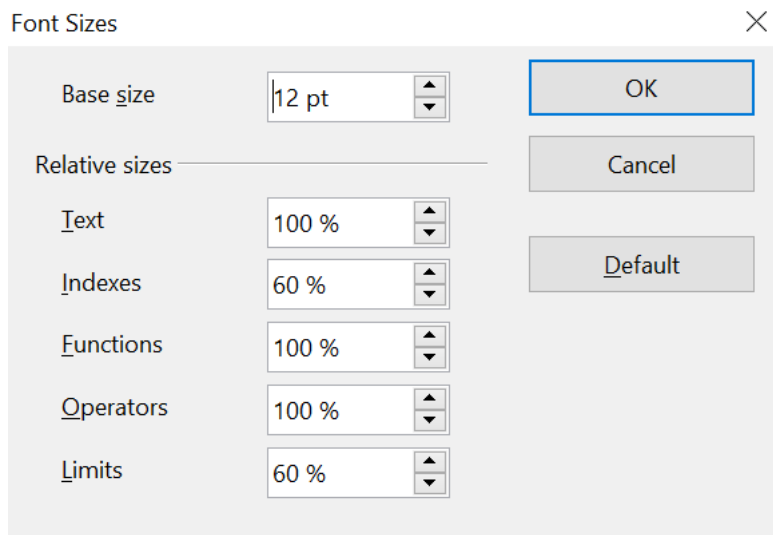 Font Sizes
Base size 12 pt OK
Relative sizes Cancel
Text 100 %
Default
Indexes 60 %
Functions 100 %
Operators 100 %
Limits 60 %